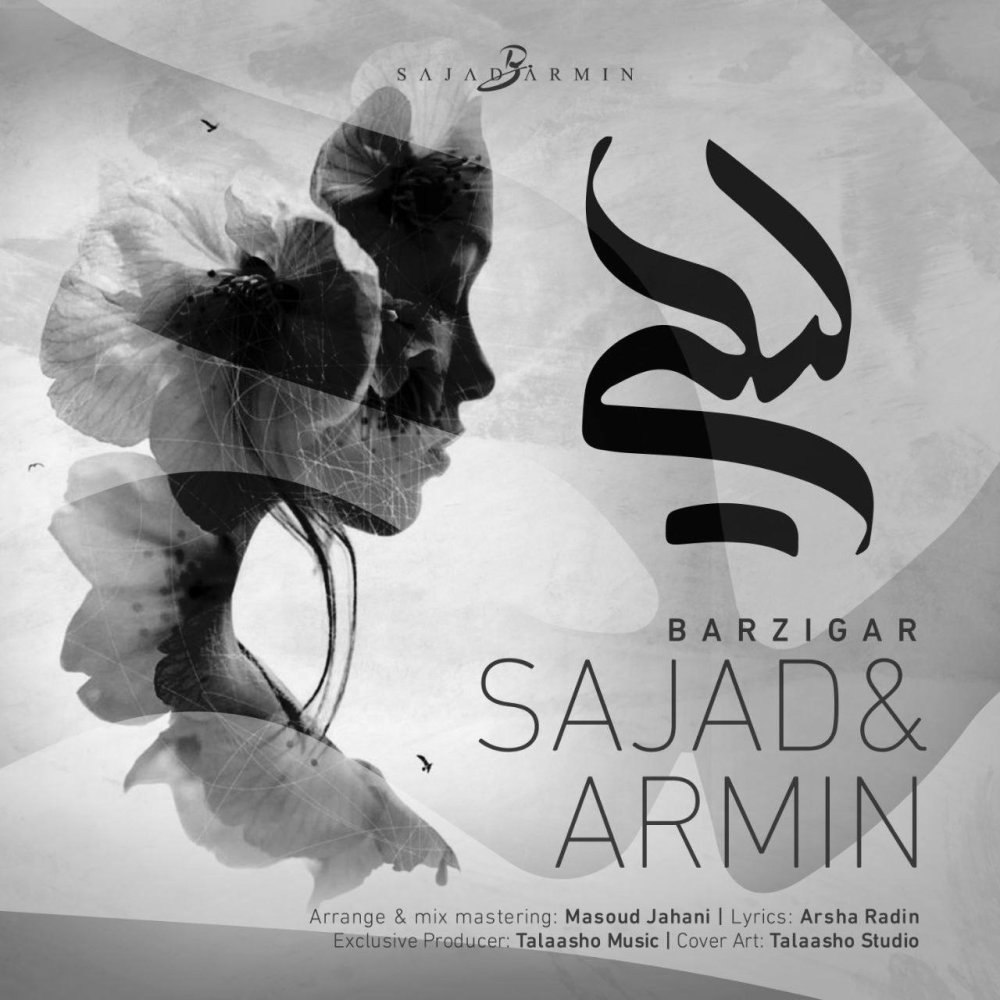 SAJAD B ARMIN
BARZIGAR
SAJAD &
ARMIN
Arrange & mix mastering: Masoud Jahani | Lyrics: Arsha Radin
Exclusive Producer: Talaasho Music | Cover Art: Talaasho Studio